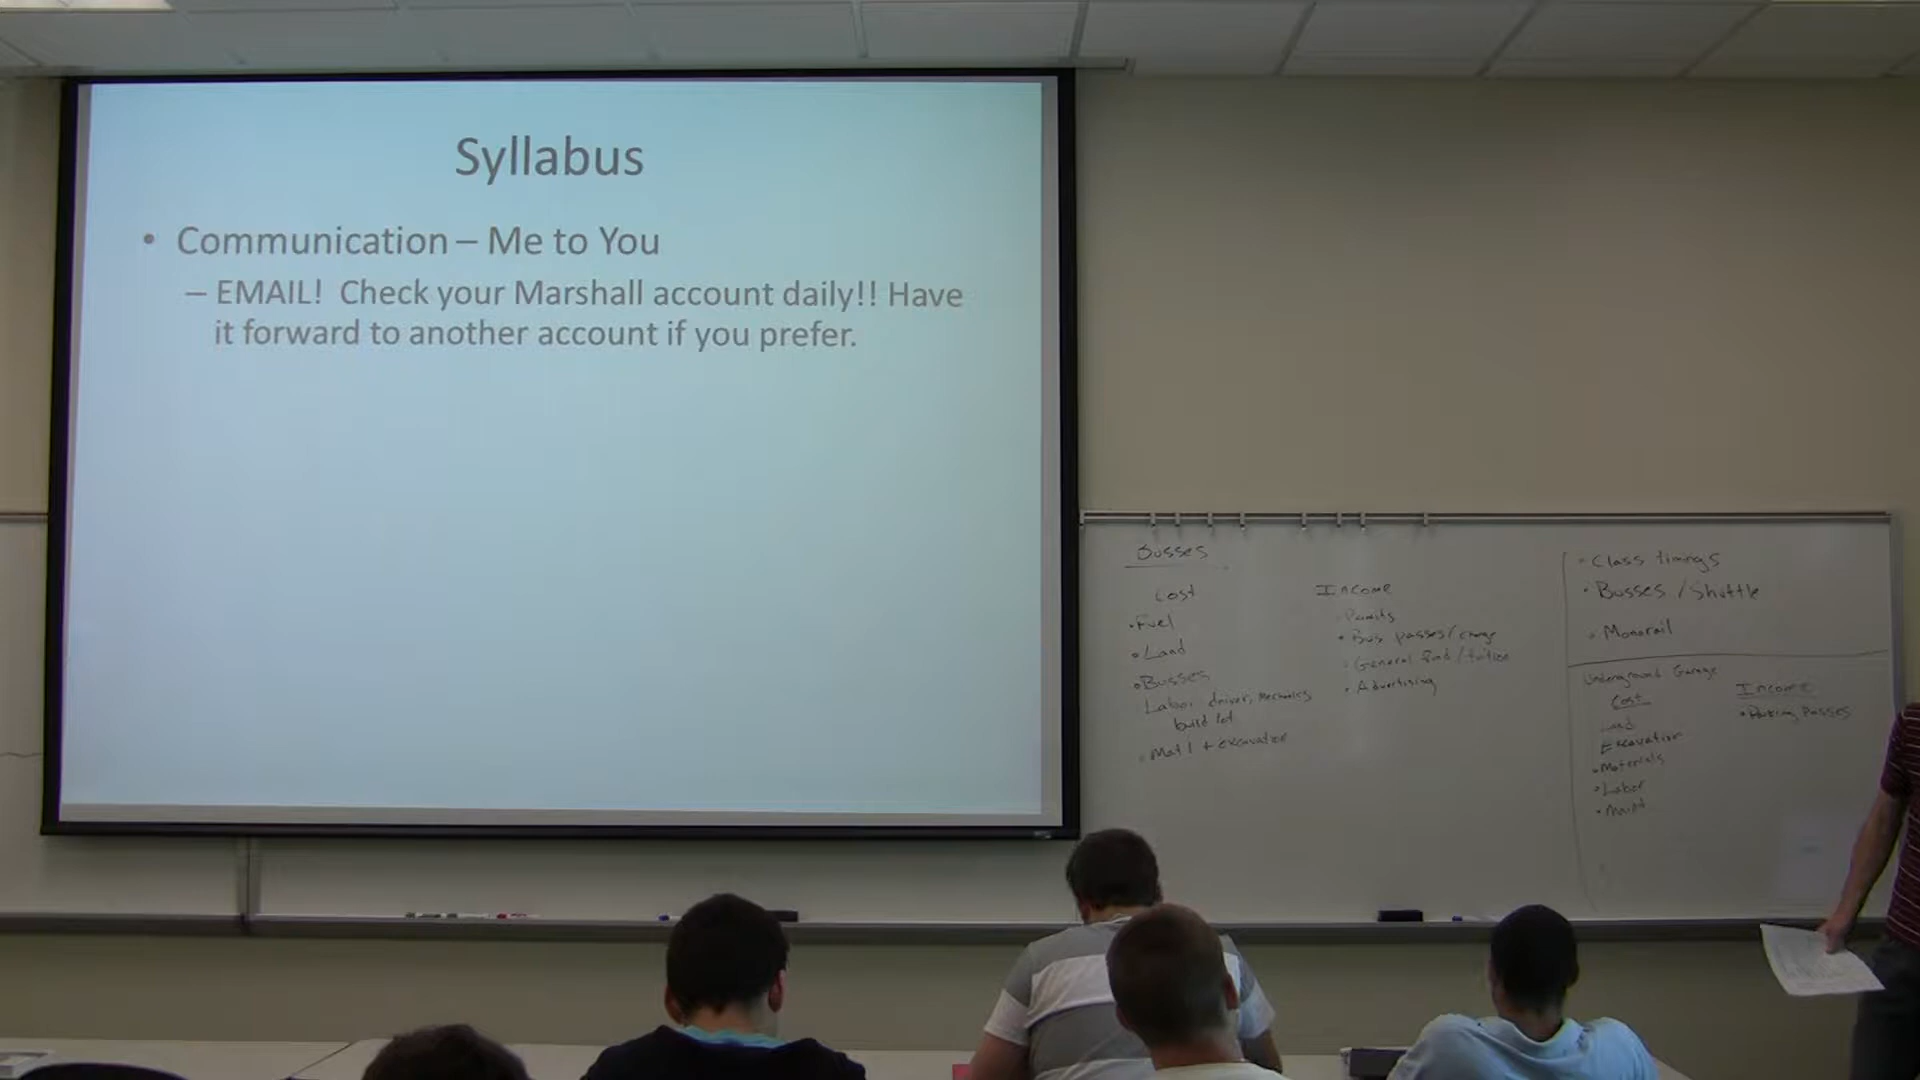 Syllabus
• Communication – Me to You
– EMAIL!  Check your Marshall account daily!! Have
it forward to another account if you prefer.
Busses
Cost
• Fuel
• Land
• Busses
Labor driver, Mechanics
build lot
• Mat'l + excavation
Income
• Permits
• Bus passes/charge
• General fund/tuition
• Advertising
• Class timings
• Busses/Shuttle
• Monorail
Underground Garage
Cost
Land
Excavation
• Materials
• Labor
• Maint
Income
• Parking Passes